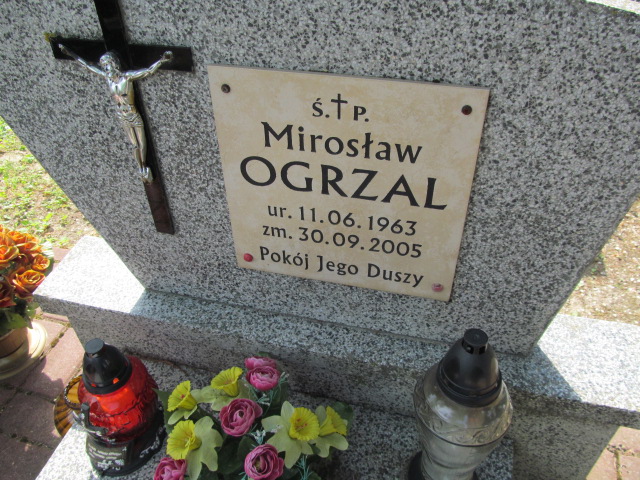 Ś.✝P.
Mirosław
OGRZAL
ur. 11.06.1963
zm. 30.09.2005
Pokój Jego Duszy